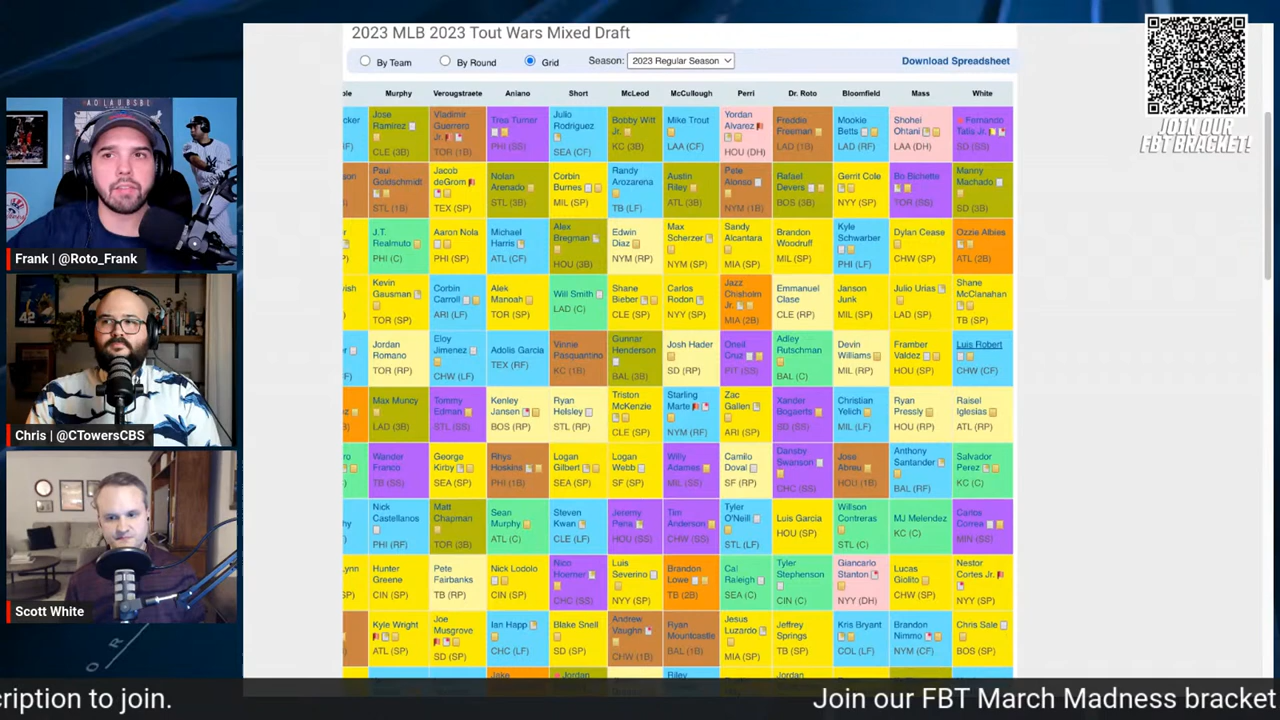 2023 MLB 2023 Tout Wars Mixed Draft
By Team By Round Grid Season: 2023 Regular Season Download Spreadsheet
Murphy Verougstraete Aniano Short McLeod McCullough Perri Dr. Roto Bloomfield Mass White
Jose Ramirez CLE (3B)
Vladimir Guerrero Jr. TOR (1B)
Trea Turner PHI (SS)
Julio Rodriguez SEA (CF)
Bobby Witt Jr. KC (3B)
Mike Trout LAA (CF)
Yordan Alvarez HOU (DH)
Freddie Freeman LAD (1B)
Mookie Betts LAD (RF)
Shohei Ohtani LAA (DH)
Fernando Tatis Jr. SD (SS)
Paul Goldschmidt STL (1B)
Jacob deGrom TEX (SP)
Nolan Arenado STL (3B)
Corbin Burnes MIL (SP)
Randy Arozarena TB (LF)
Austin Riley ATL (3B)
Pete Alonso NYM (1B)
Rafael Devers BOS (3B)
Gerrit Cole NYY (SP)
Bo Bichette TOR (SS)
Manny Machado SD (3B)
J.T. Realmuto PHI (C)
Aaron Nola PHI (SP)
Michael Harris ATL (CF)
Alex Bregman HOU (3B)
Edwin Diaz NYM (RP)
Max Scherzer NYM (SP)
Sandy Alcantara MIA (SP)
Brandon Woodruff MIL (SP)
Kyle Schwarber PHI (LF)
Dylan Cease CHW (SP)
Ozzie Albies ATL (2B)
Kevin Gausman TOR (SP)
Corbin Carroll ARI (LF)
Alek Manoah TOR (SP)
Will Smith LAD (C)
Shane Bieber CLE (SP)
Carlos Rodon NYY (SP)
Jazz Chisholm Jr. MIA (2B)
Emmanuel Clase CLE (RP)
Janson Junk MIL (SP)
Julio Urias LAD (SP)
Shane McClanahan TB (SP)
Jordan Romano TOR (RP)
Eloy Jimenez CHW (LF)
Adolis Garcia TEX (RF)
Vinnie Pasquantino KC (1B)
Gunnar Henderson BAL (3B)
Josh Hader SD (RP)
Oneil Cruz PIT (SS)
Adley Rutschman BAL (C)
Devin Williams MIL (RP)
Framber Valdez HOU (SP)
Luis Robert CHW (CF)
Max Muncy LAD (3B)
Tommy Edman STL (SS)
Kenley Jansen BOS (RP)
Ryan Helsley STL (RP)
Triston McKenzie CLE (SP)
Starling Marte NYM (RF)
Zac Gallen ARI (SP)
Xander Bogaerts SD (SS)
Christian Yelich MIL (LF)
Ryan Pressly HOU (RP)
Raisel Iglesias ATL (RP)
Wander Franco TB (SS)
George Kirby SEA (SP)
Rhys Hoskins PHI (1B)
Logan Gilbert SEA (SP)
Logan Webb SF (SP)
Willy Adames MIL (SS)
Camilo Doval SF (RP)
Dansby Swanson CHC (SS)
Jose Abreu HOU (1B)
Anthony Santander BAL (RF)
Salvador Perez KC (C)
Nick Castellanos PHI (RF)
Matt Chapman TOR (3B)
Sean Murphy ATL (C)
Steven Kwan CLE (LF)
Jeremy Pena HOU (SS)
Tim Anderson CHW (SS)
Tyler O'Neill STL (LF)
Luis Garcia HOU (SP)
Willson Contreras STL (C)
MJ Melendez KC (C)
Carlos Correa MIN (SS)
Hunter Greene CIN (SP)
Pete Fairbanks TB (RP)
Nick Lodolo CIN (SP)
Nico Hoerner CHC (SS)
Luis Severino NYY (SP)
Brandon Lowe TB (2B)
Cal Raleigh SEA (C)
Tyler Stephenson CIN (C)
Giancarlo Stanton NYY (DH)
Lucas Giolito CHW (SP)
Nestor Cortes Jr. NYY (SP)
Kyle Wright ATL (SP)
Joe Musgrove SD (SP)
Ian Happ CHC (LF)
Blake Snell SD (SP)
Andrew Vaughn CHW (1B)
Ryan Mountcastle BAL (1B)
Jesus Luzardo MIA (SP)
Jeffrey Springs TB (SP)
Kris Bryant COL (LF)
Brandon Nimmo NYM (CF)
Chris Sale BOS (SP)
Jake
Jordan
Riley
JOIN OUR
FBT BRACKET!
Frank | @Roto_Frank
Chris | @CTowersCBS
Scott White
cription to join. Join our FBT March Madness bracket